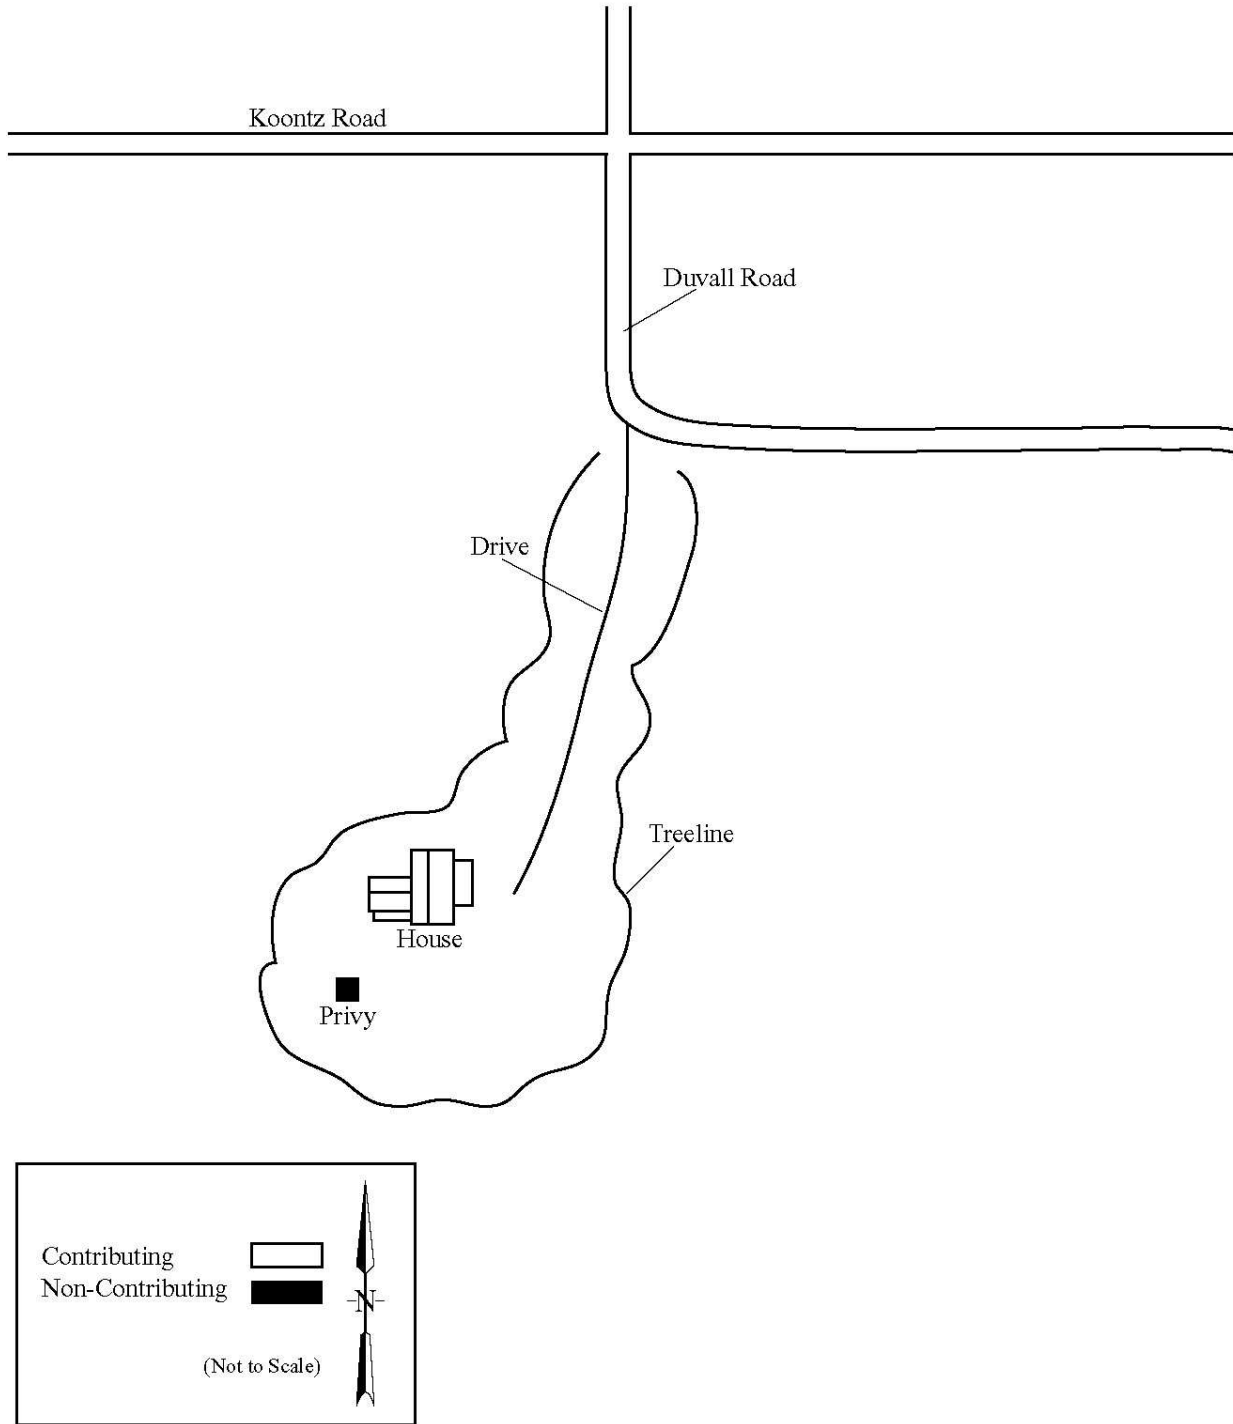 Koontz Road
Duvall Road
Drive
Treeline
House
Privy
Contributing
Non-Contributing
N
(Not to Scale)